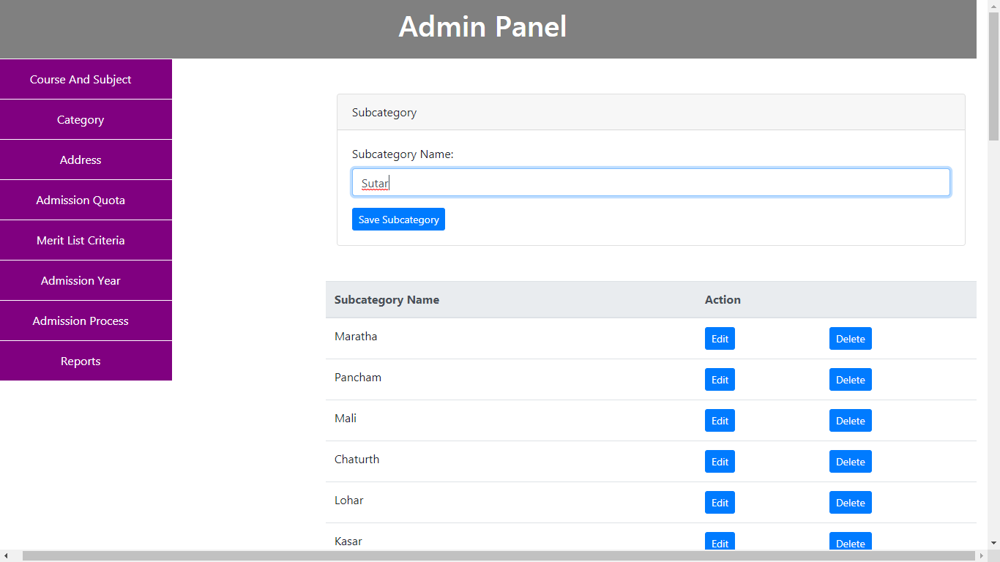 Admin Panel
Course And Subject
Category
Address
Admission Quota
Merit List Criteria
Admission Year
Admission Process
Reports
Subcategory
Subcategory Name:
Sutar
Save Subcategory
Subcategory Name Action
Maratha Edit Delete
Pancham Edit Delete
Mali Edit Delete
Chaturth Edit Delete
Lohar Edit Delete
Kasar Edit Delete